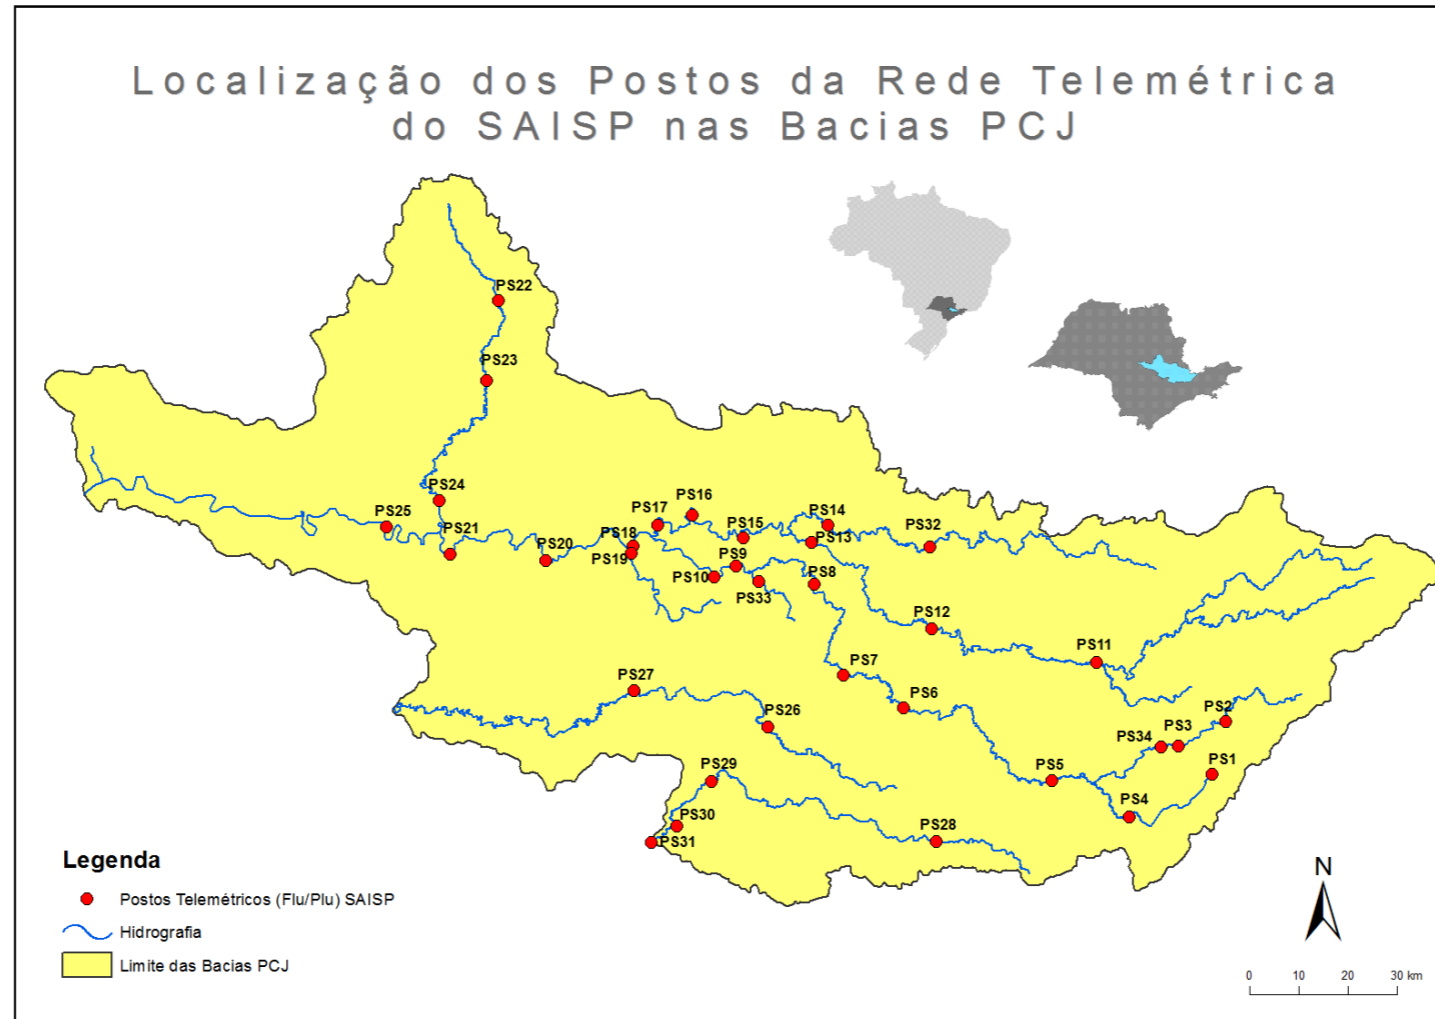 Localização dos Postos da Rede Telemétrica
do SAISP nas Bacias PCJ
PS22
PS23
PS24
PS25
PS21
PS20
PS18
PS19
PS17
PS16
PS15
PS14
PS13
PS32
PS9
PS10
PS33
PS8
PS12
PS11
PS7
PS6
PS27
PS26
PS2
PS3
PS34
PS1
PS5
PS4
PS29
PS30
PS31
PS28
Legenda
Postos Telemétricos (Flu/Plu) SAISP
Hidrografia
Limite das Bacias PCJ
N
0 10 20 30 km